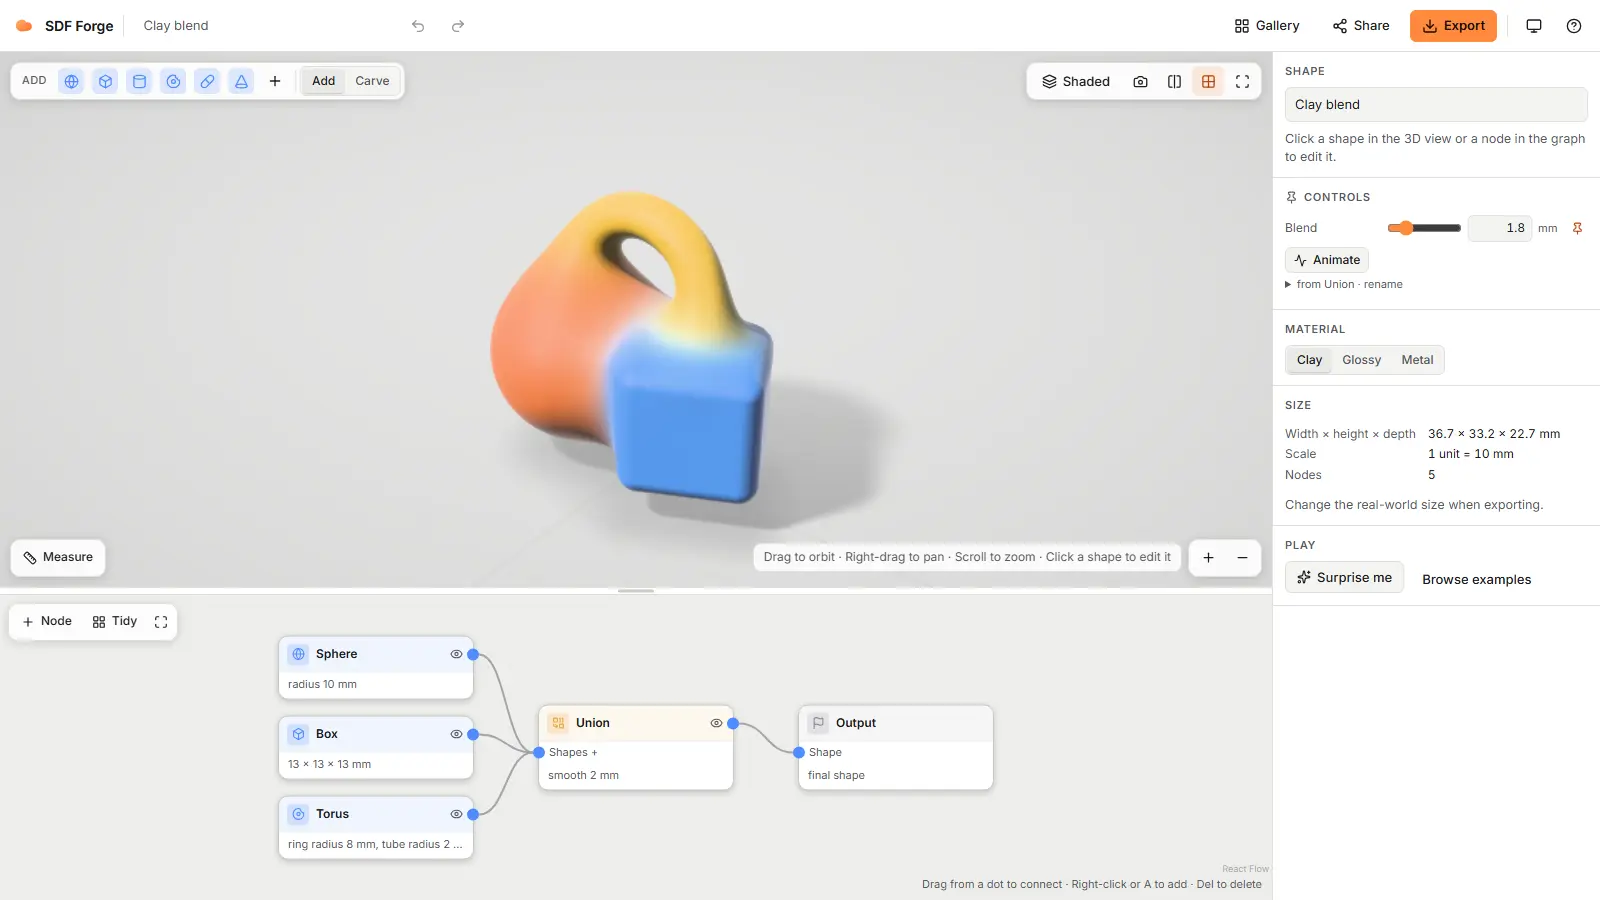 SDF Forge
Clay blend
Gallery
Share
Export
ADD
Add
Carve
Shaded
Measure
Drag to orbit · Right-drag to pan · Scroll to zoom · Click a shape to edit it
SHAPE
Clay blend
Click a shape in the 3D view or a node in the graph
to edit it.
CONTROLS
Blend
1.8
mm
Animate
from Union · rename
MATERIAL
Clay
Glossy
Metal
SIZE
Width × height × depth
36.7 × 33.2 × 22.7 mm
Scale
1 unit = 10 mm
Nodes
5
Change the real-world size when exporting.
PLAY
Surprise me
Browse examples
Node
Tidy
Sphere
radius 10 mm
Box
13 × 13 × 13 mm
Torus
ring radius 8 mm, tube radius 2 ...
Union
Shapes +
smooth 2 mm
Output
Shape
final shape
React Flow
Drag from a dot to connect · Right-click or A to add · Del to delete